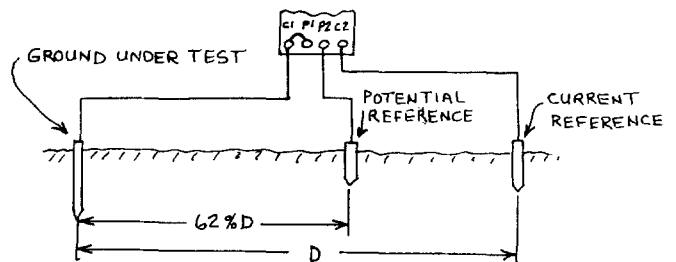 C1 P1 P2 C2
GROUND UNDER TEST
POTENTIAL
REFERENCE
CURRENT
REFERENCE
62%D
D